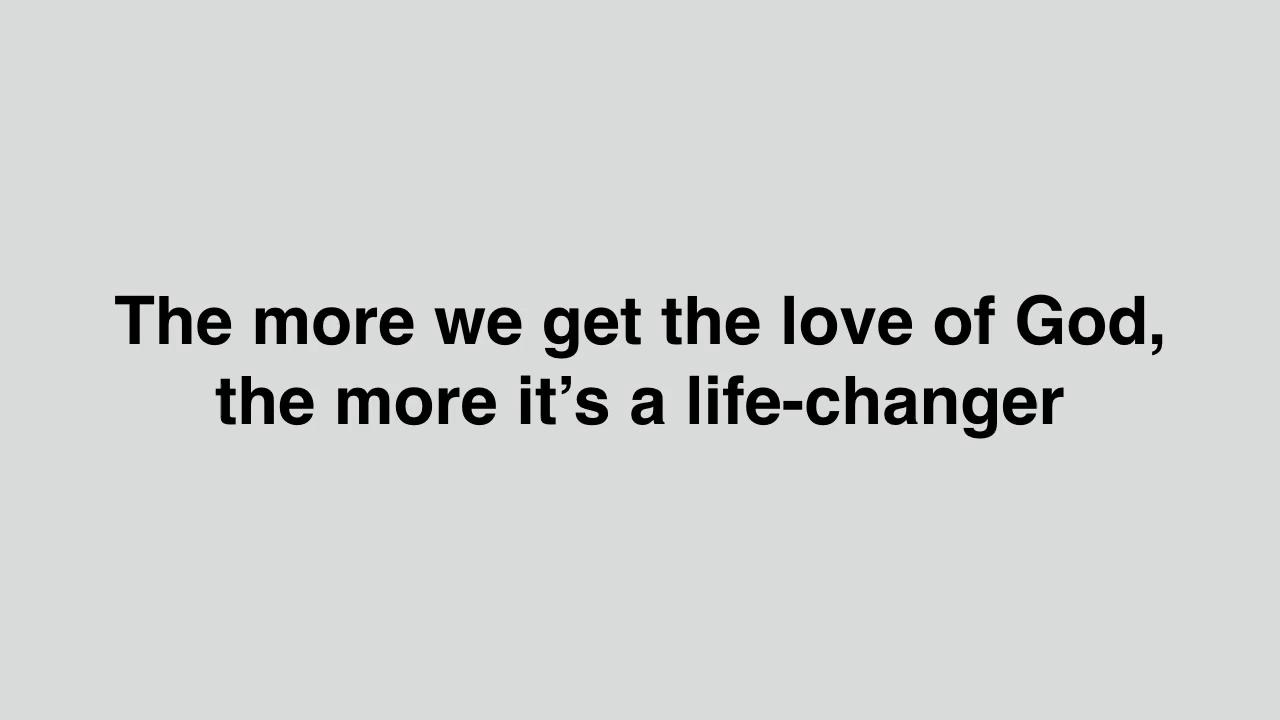 The more we get the love of God,
the more it’s a life-changer